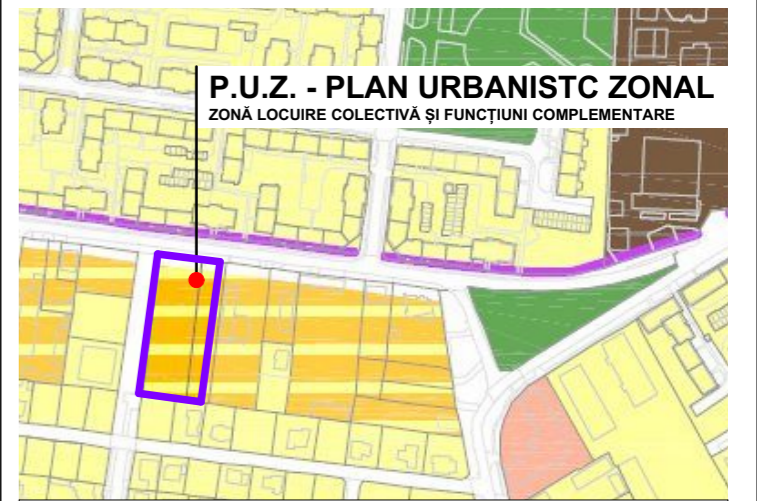 P.U.Z. - PLAN URBANISTC ZONAL
ZONĂ LOCUIRE COLECTIVĂ ȘI FUNCȚIUNI COMPLEMENTARE